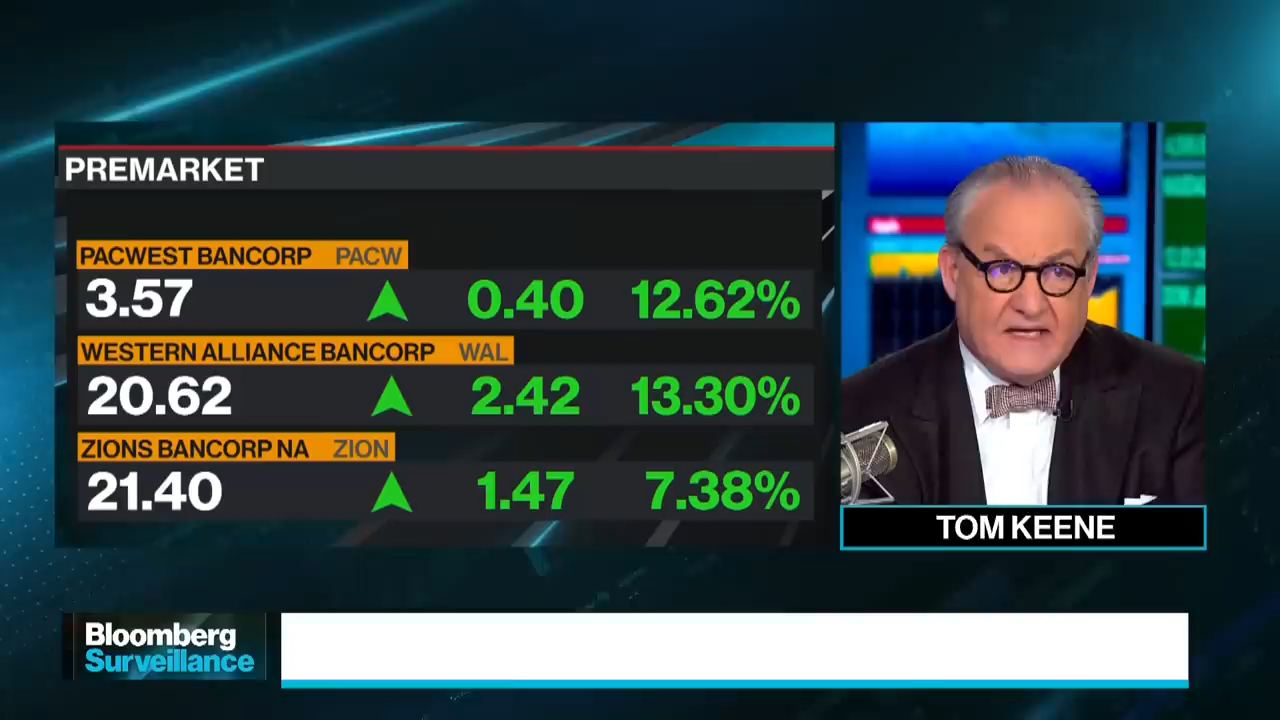 PREMARKET
PACWEST BANCORP PACW
3.57 0.40 12.62%
WESTERN ALLIANCE BANCORP WAL
20.62 2.42 13.30%
ZIONS BANCORP NA ZION
21.40 1.47 7.38%
TOM KEENE
Bloomberg
Surveillance